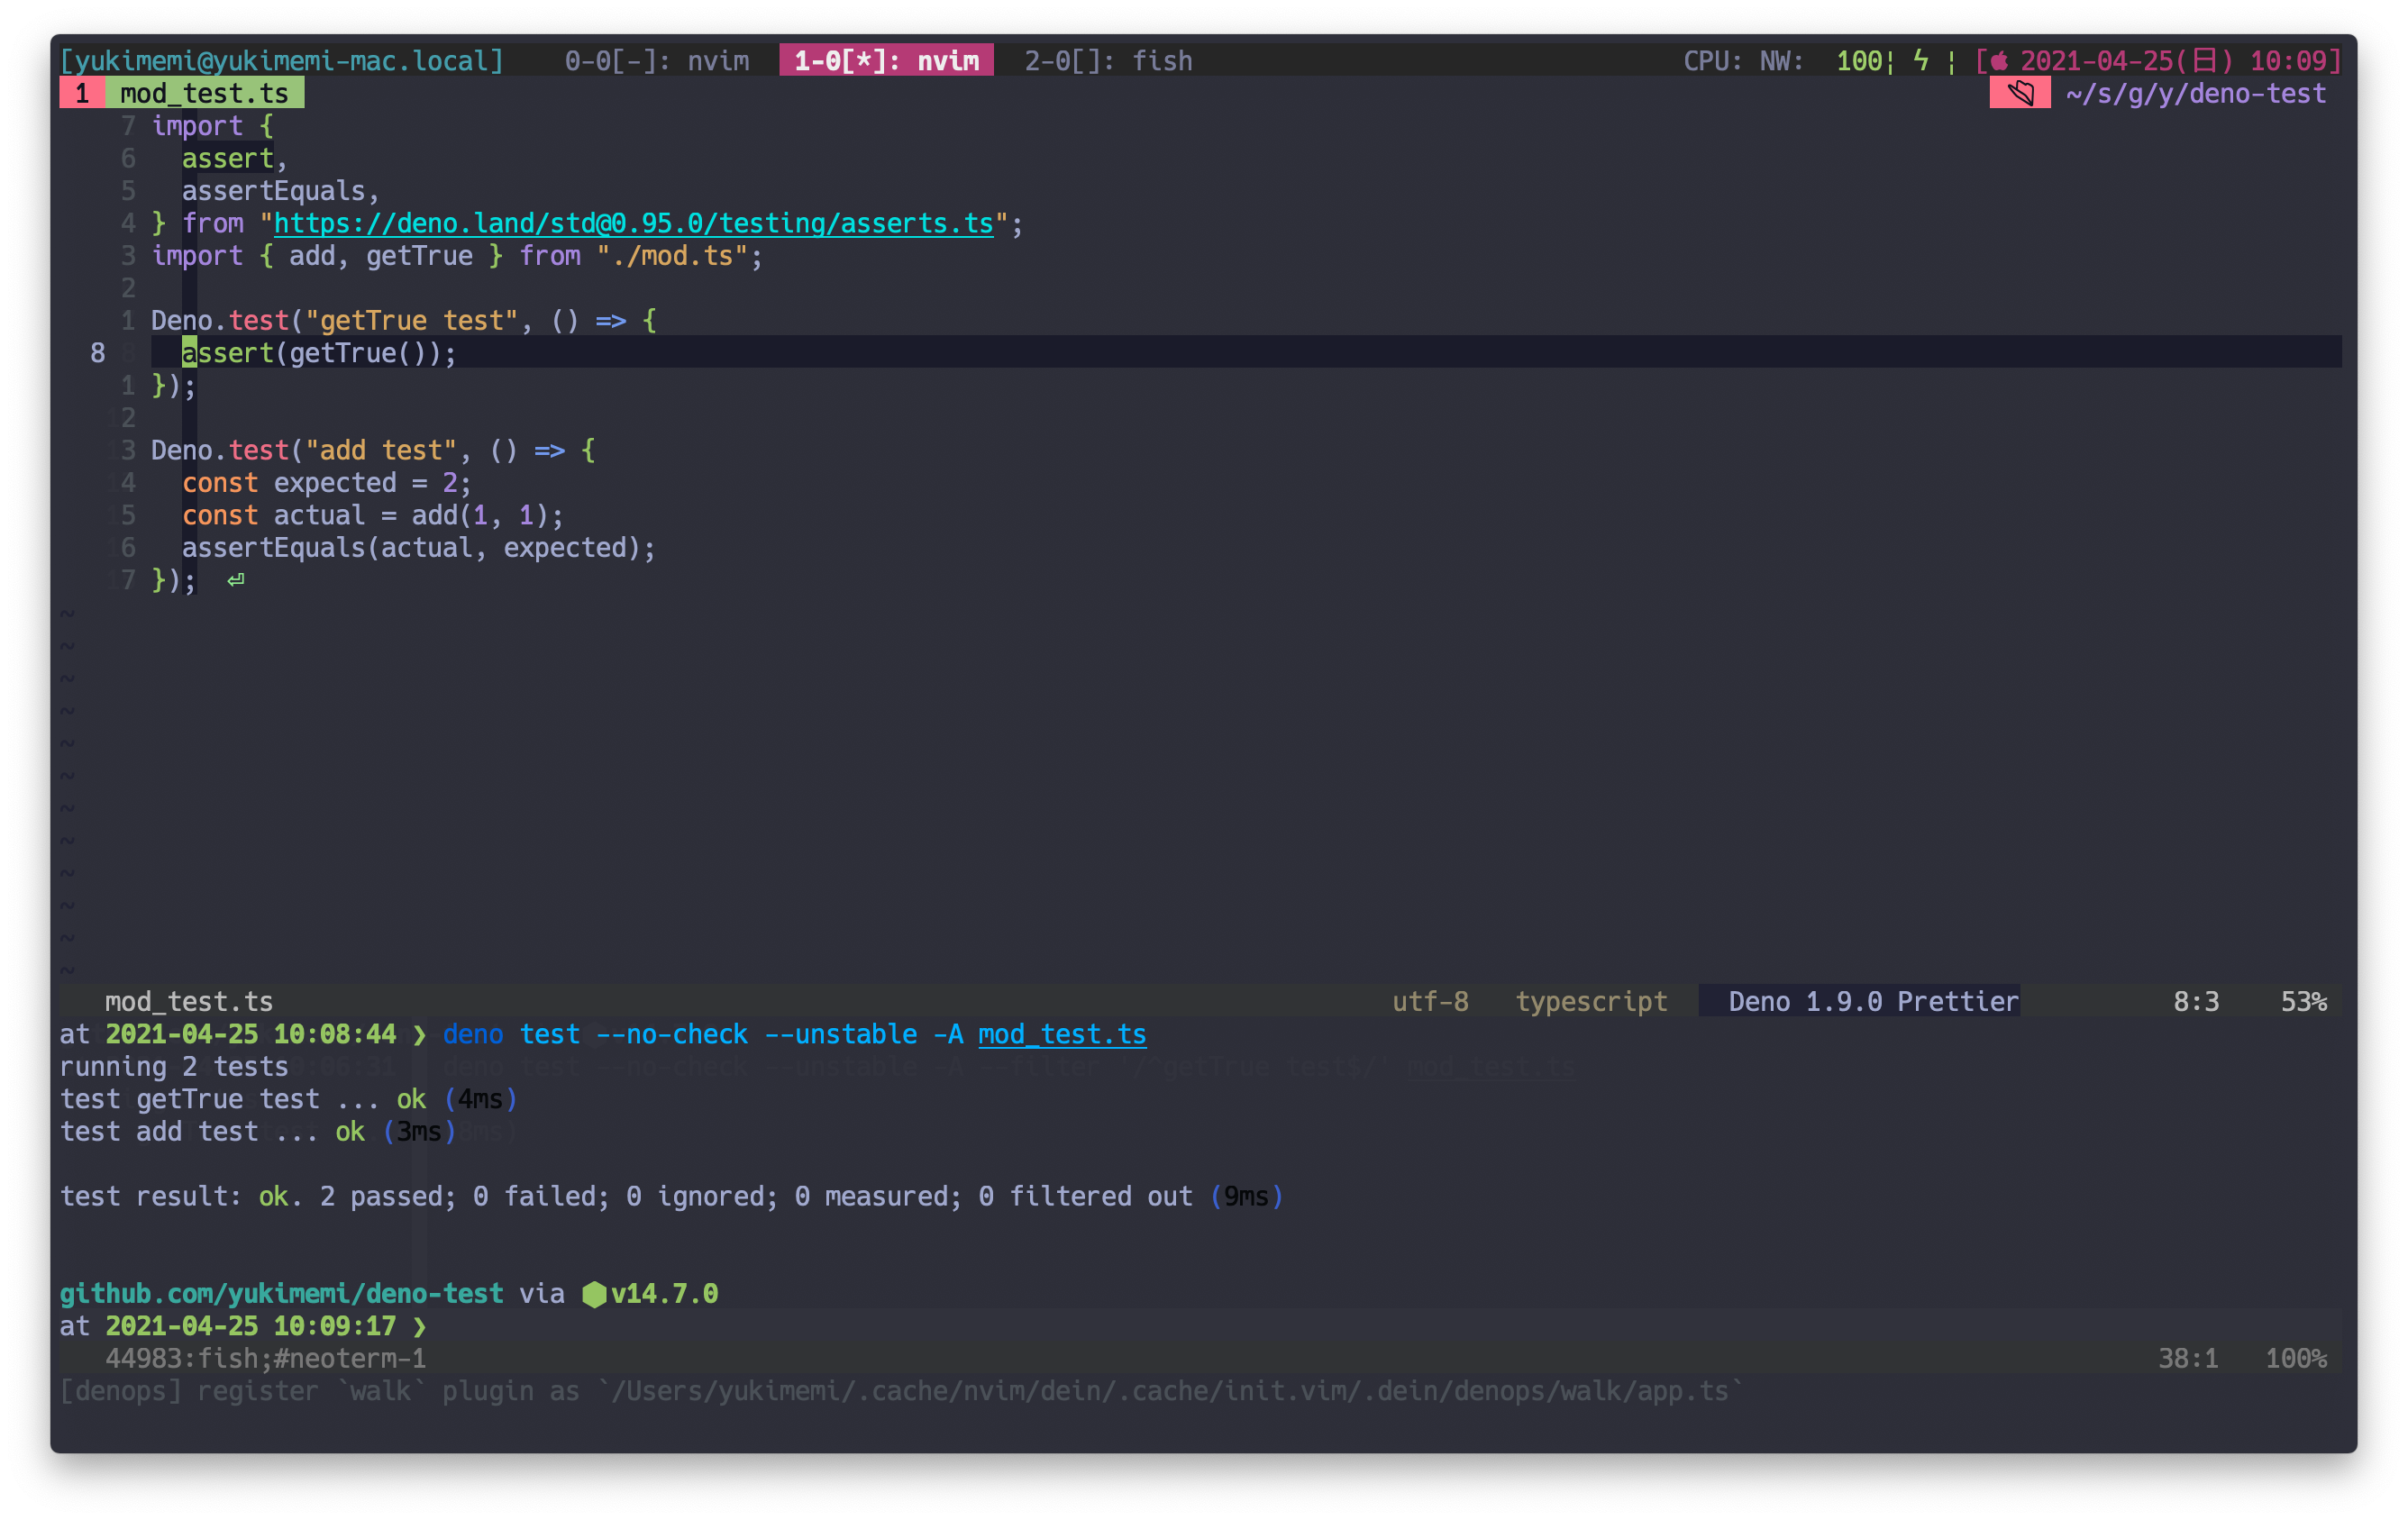 [yukimemi@yukimemi-mac.local] 0-0[-]: nvim 1-0[*]: nvim 2-0[]: fish CPU: NW: 100¦ ϟ ¦ [ 2021-04-25(日) 10:09]
1 mod_test.ts ~/s/g/y/deno-test
7 import {
6 assert,
5 assertEquals,
4 } from "https://deno.land/std@0.95.0/testing/asserts.ts";
3 import { add, getTrue } from "./mod.ts";
2
1 Deno.test("getTrue test", () => {
8 assert(getTrue());
1 });
2
3 Deno.test("add test", () => {
4 const expected = 2;
5 const actual = add(1, 1);
6 assertEquals(actual, expected);
7 }); ⏎
~
~
~
~
~
~
~
~
~
~
~
~
mod_test.ts utf-8 typescript Deno 1.9.0 Prettier 8:3 53%
at 2021-04-25 10:08:44 ❯ deno test --no-check --unstable -A mod_test.ts
running 2 tests
test getTrue test ... ok (4ms)
test add test ... ok (3ms)
test result: ok. 2 passed; 0 failed; 0 ignored; 0 measured; 0 filtered out (9ms)
github.com/yukimemi/deno-test via ⬢ v14.7.0
at 2021-04-25 10:09:17 ❯
44983:fish;#neoterm-1 38:1 100%
[denops] register `walk` plugin as `/Users/yukimemi/.cache/nvim/dein/.cache/init.vim/.dein/denops/walk/app.ts`